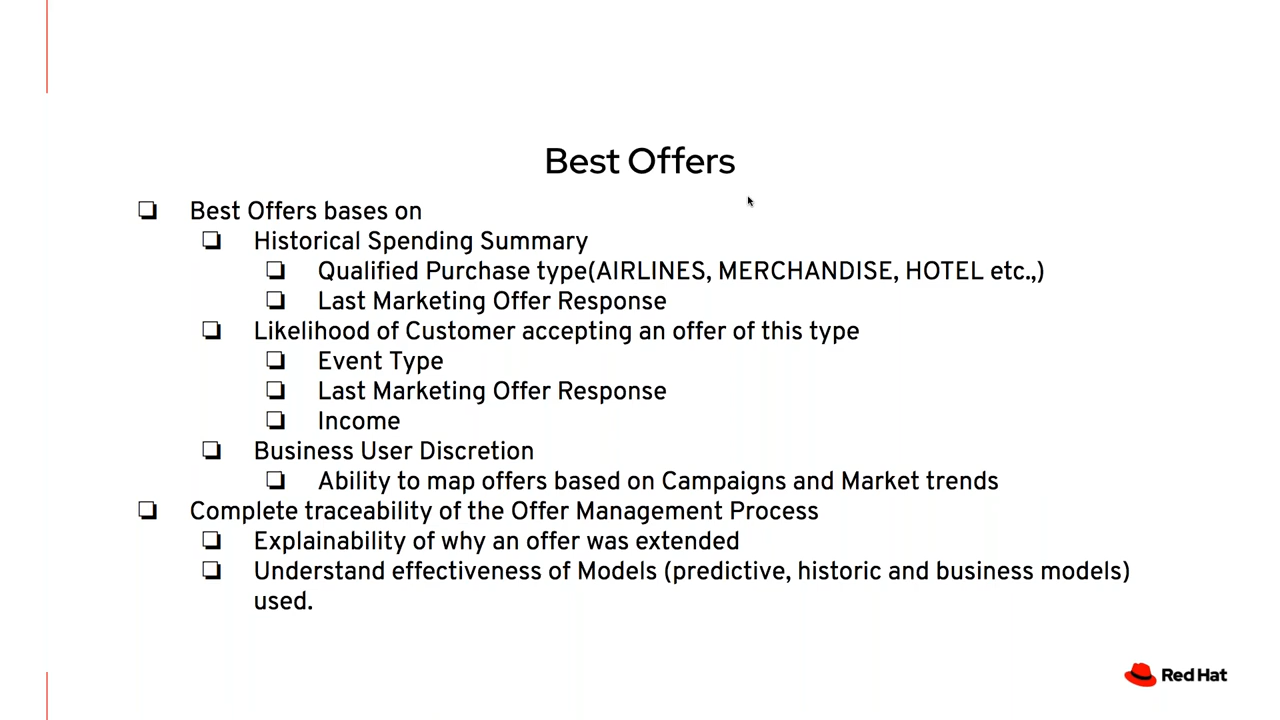 Best Offers
❏ Best Offers bases on
❏ Historical Spending Summary
❏ Qualified Purchase type(AIRLINES, MERCHANDISE, HOTEL etc.,)
❏ Last Marketing Offer Response
❏ Likelihood of Customer accepting an offer of this type
❏ Event Type
❏ Last Marketing Offer Response
❏ Income
❏ Business User Discretion
❏ Ability to map offers based on Campaigns and Market trends
❏ Complete traceability of the Offer Management Process
❏ Explainability of why an offer was extended
❏ Understand effectiveness of Models (predictive, historic and business models)
used.
Red Hat